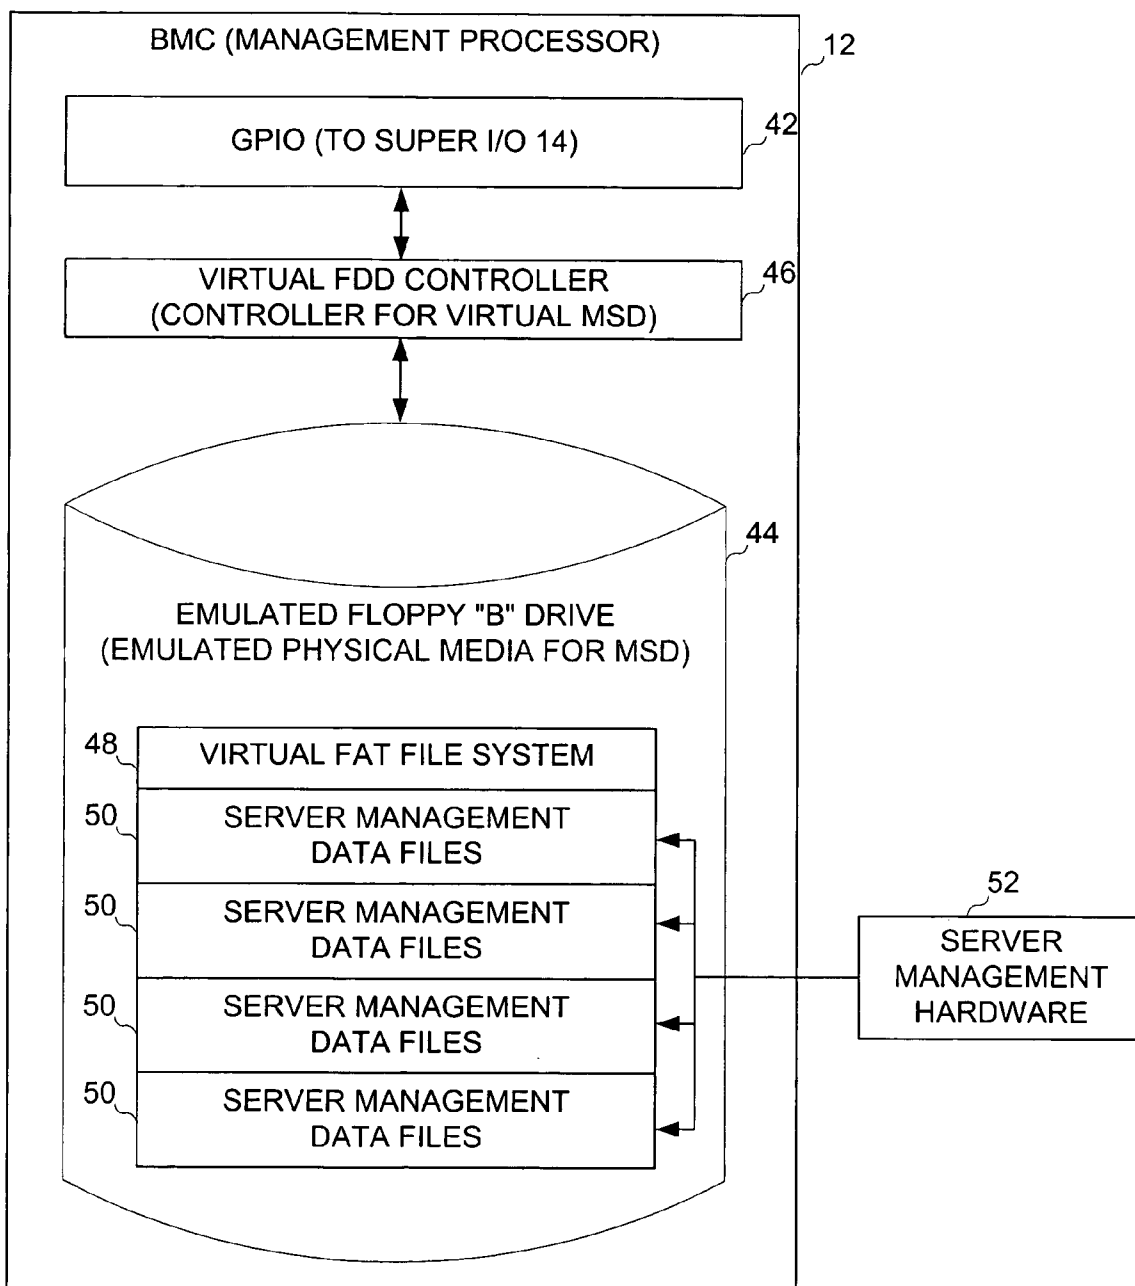 BMC (MANAGEMENT PROCESSOR)
12
GPIO (TO SUPER I/O 14)
42
VIRTUAL FDD CONTROLLER
(CONTROLLER FOR VIRTUAL MSD)
46
44
EMULATED FLOPPY "B" DRIVE
(EMULATED PHYSICAL MEDIA FOR MSD)
48
VIRTUAL FAT FILE SYSTEM
50
SERVER MANAGEMENT
DATA FILES
50
SERVER MANAGEMENT
DATA FILES
50
SERVER MANAGEMENT
DATA FILES
50
SERVER MANAGEMENT
DATA FILES
52
SERVER
MANAGEMENT
HARDWARE